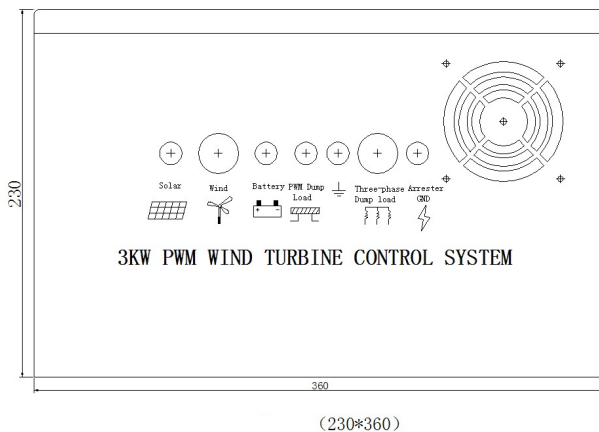 Solar
Wind
Battery
PWM Dump
Load
Three-phase
Dump load
Arrester
GND
3KW PWM WIND TURBINE CONTROL SYSTEM
230
360
(230*360)